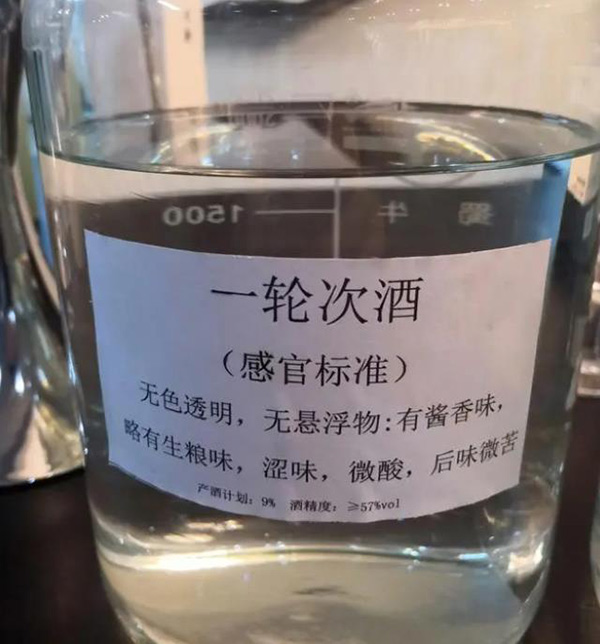 1500 牛 蜀
一轮次酒
（感官标准）
无色透明，无悬浮物:有酱香味，
略有生粮味，涩味，微酸，后味微苦
产酒计划：9% 酒精度：≥57%vol